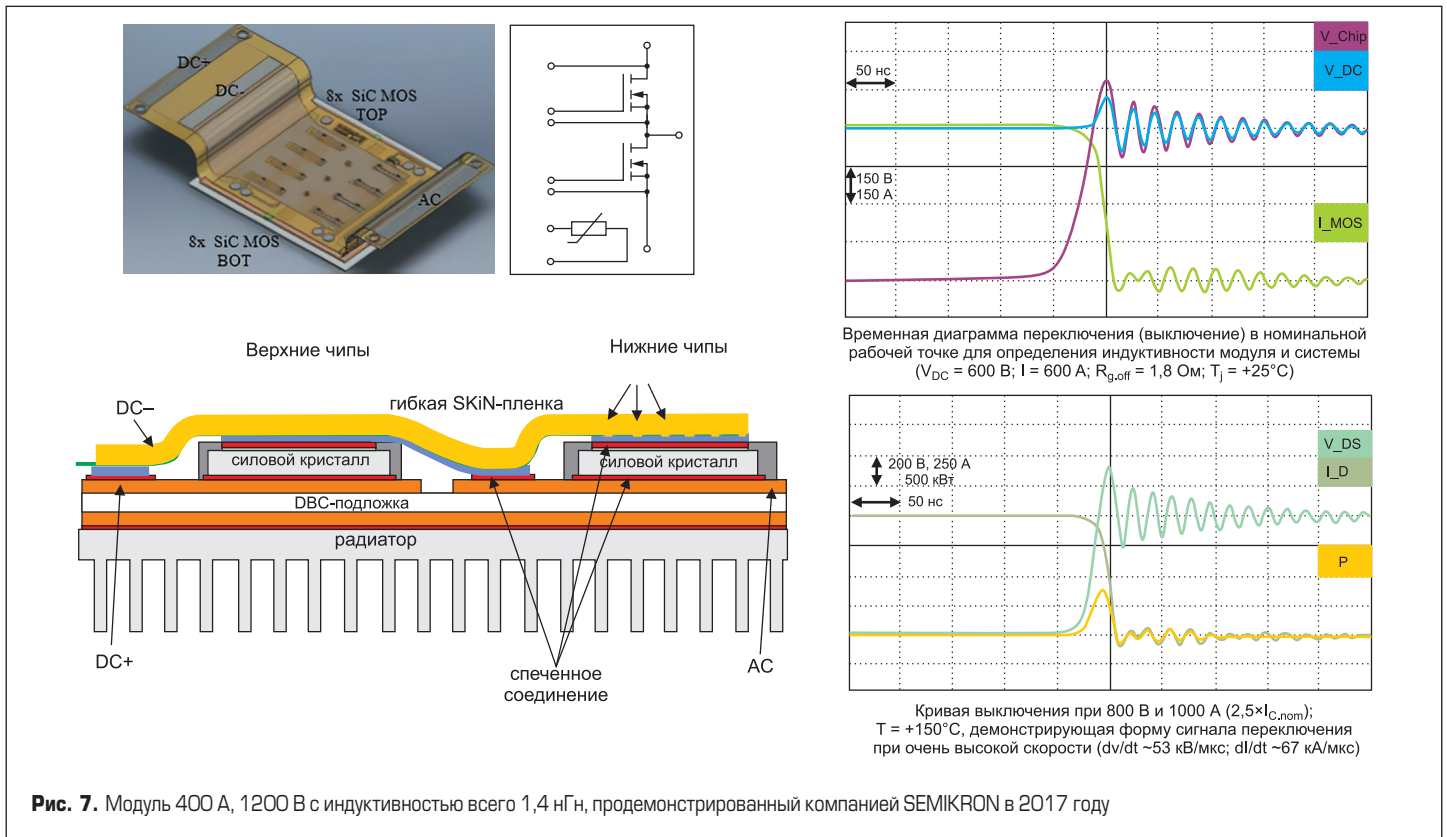 DC+
DC-
8x SiC MOS
TOP
AC
8x SiC MOS
BOT
V_Chip
V_DC
50 нс
150 В
150 А
I_MOS
Временная диаграмма переключения (выключение) в номинальной
рабочей точке для определения индуктивности модуля и системы
(V_DC = 600 В; I = 600 А; R_g.off = 1,8 Ом; T_j = +25°C)
Верхние чипы
Нижние чипы
DC–
гибкая SKiN-пленка
силовой кристалл
силовой кристалл
DBC-подложка
радиатор
DC+
спеченное
соединение
AC
V_DS
I_D
200 В, 250 А
500 кВт
50 нс
P
Кривая выключения при 800 В и 1000 А (2,5×I_C.nom);
T = +150°C, демонстрирующая форму сигнала переключения
при очень высокой скорости (dv/dt ~53 кВ/мкс; dI/dt ~67 кА/мкс)
Рис. 7. Модуль 400 А, 1200 В с индуктивностью всего 1,4 нГн, продемонстрированный компанией SEMIKRON в 2017 году